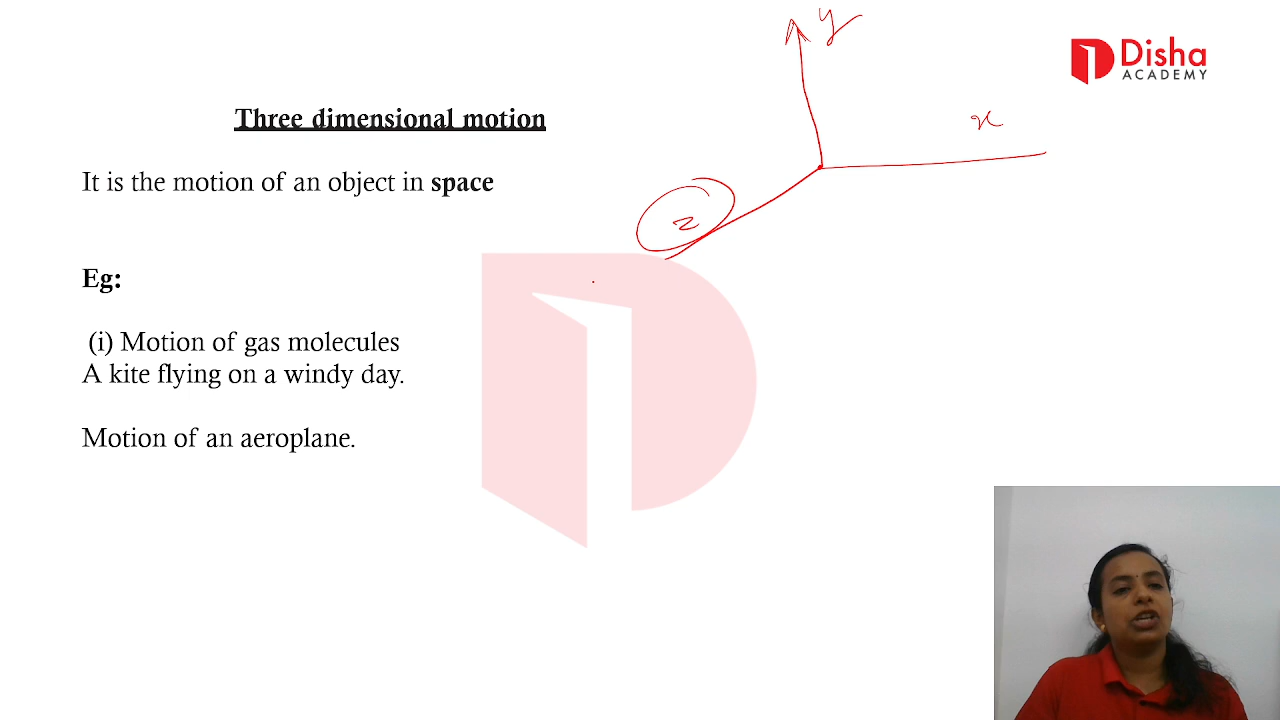 y
Disha
ACADEMY
Three dimensional motion
x
It is the motion of an object in space
z
Eg:
(i) Motion of gas molecules
A kite flying on a windy day.
Motion of an aeroplane.